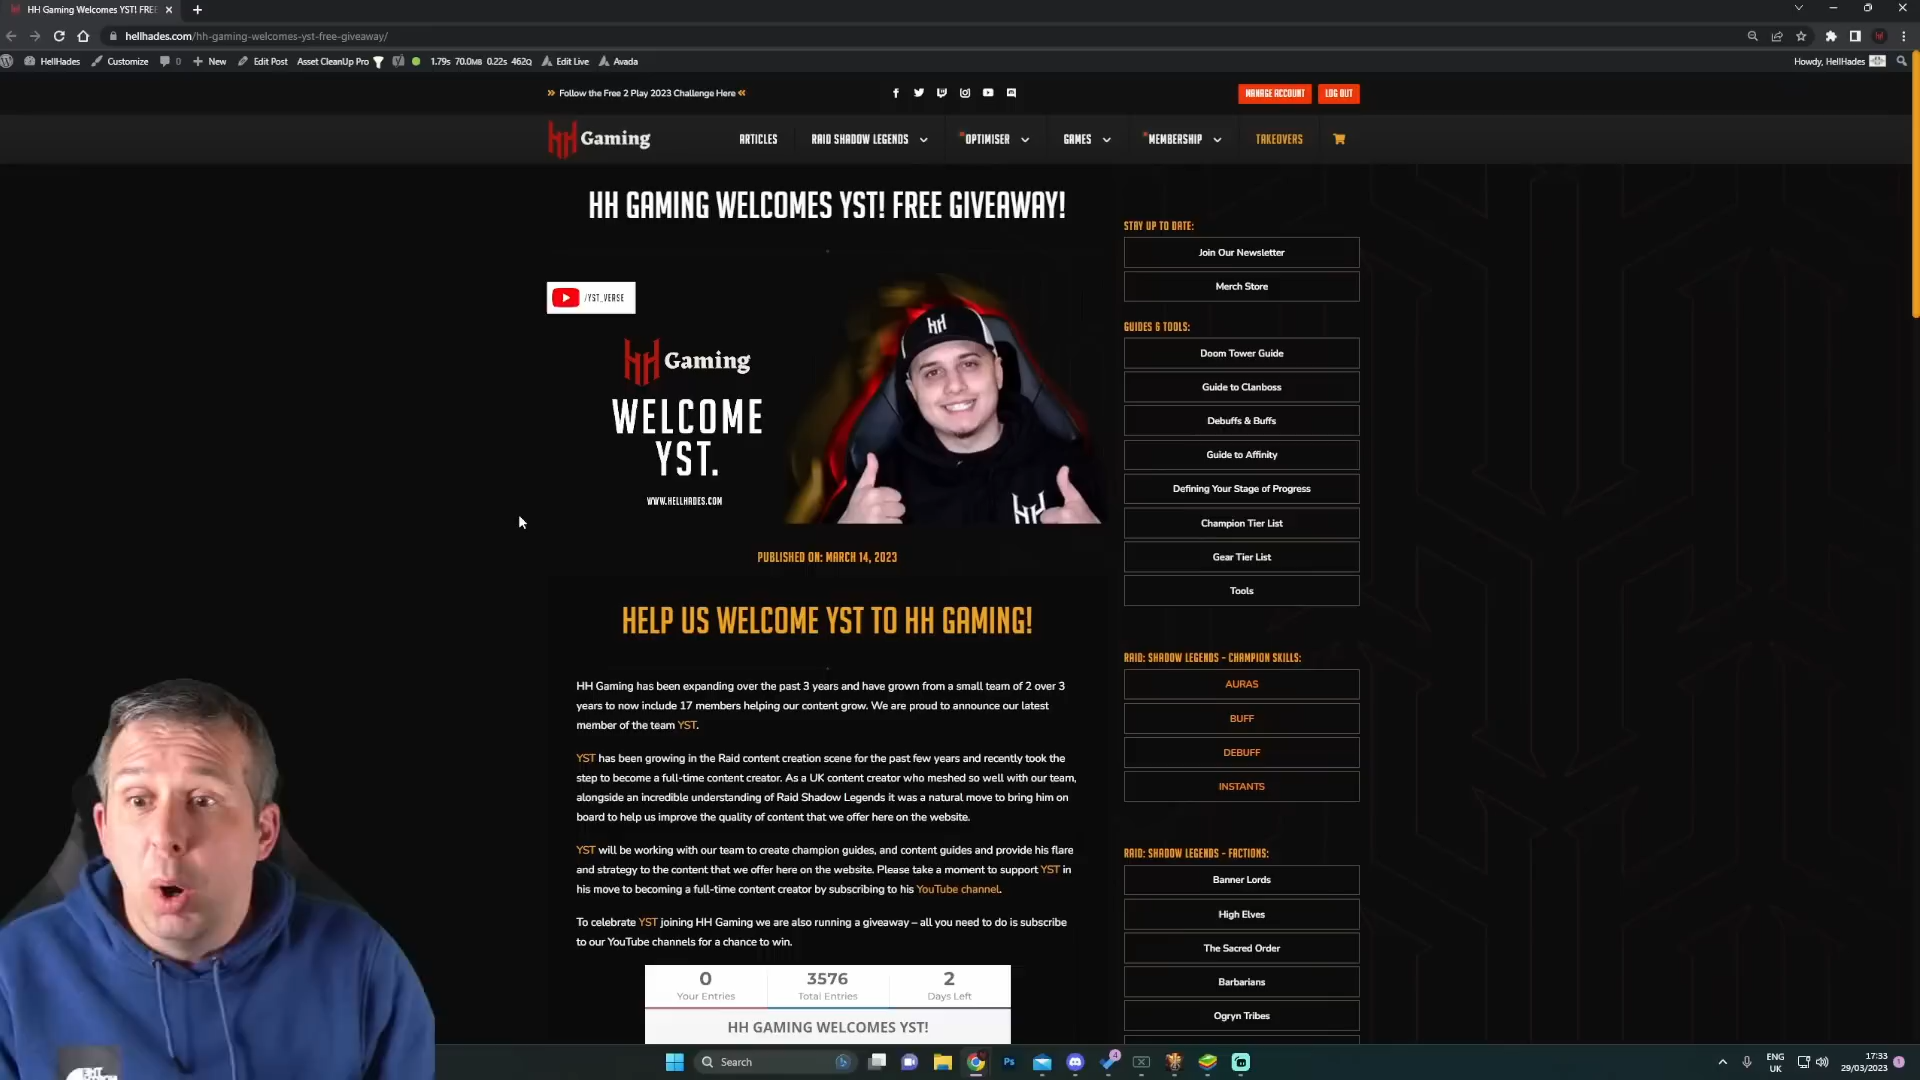 HH Gaming Welcomes YST! FREE
hellhades.com/hh-gaming-welcomes-yst-free-giveaway/
HellHades Customize 0 New Edit Post Asset CleanUp Pro 1.79s 70.0MB 0.22s 462Q Edit Live Avada Howdy, HellHades
Follow the Free 2 Play 2023 Challenge Here MANAGE ACCOUNT LOG OUT
HH Gaming ARTICLES RAID SHADOW LEGENDS OPTIMISER GAMES MEMBERSHIP TAKEOVERS
HH GAMING WELCOMES YST! FREE GIVEAWAY!
/YST_VERSE
HH Gaming
WELCOME
YST.
WWW.HELLHADES.COM
PUBLISHED ON: MARCH 14, 2023
HELP US WELCOME YST TO HH GAMING!
HH Gaming has been expanding over the past 3 years and have grown from a small team of 2 over 3
years to now include 17 members helping our content grow. We are proud to announce our latest
member of the team YST.
YST has been growing in the Raid content creation scene for the past few years and recently took the
step to become a full-time content creator. As a UK content creator who meshed so well with our team,
alongside an incredible understanding of Raid Shadow Legends it was a natural move to bring him on
board to help us improve the quality of content that we offer here on the website.
YST will be working with our team to create champion guides, and content guides and provide his flare
and strategy to the content that we offer here on the website. Please take a moment to support YST in
his move to becoming a full-time content creator by subscribing to his YouTube channel.
To celebrate YST joining HH Gaming we are also running a giveaway – all you need to do is subscribe
to our YouTube channels for a chance to win.
0 3576 2
Your Entries Total Entries Days Left
HH GAMING WELCOMES YST!
STAY UP TO DATE:
Join Our Newsletter
Merch Store
GUIDES & TOOLS:
Doom Tower Guide
Guide to Clanboss
Debuffs & Buffs
Guide to Affinity
Defining Your Stage of Progress
Champion Tier List
Gear Tier List
Tools
RAID: SHADOW LEGENDS - CHAMPION SKILLS:
AURAS
BUFF
DEBUFF
INSTANTS
RAID: SHADOW LEGENDS - FACTIONS:
Banner Lords
High Elves
The Sacred Order
Barbarians
Ogryn Tribes
Search Ps 4 ENG 17:33
UK 29/03/2023 1